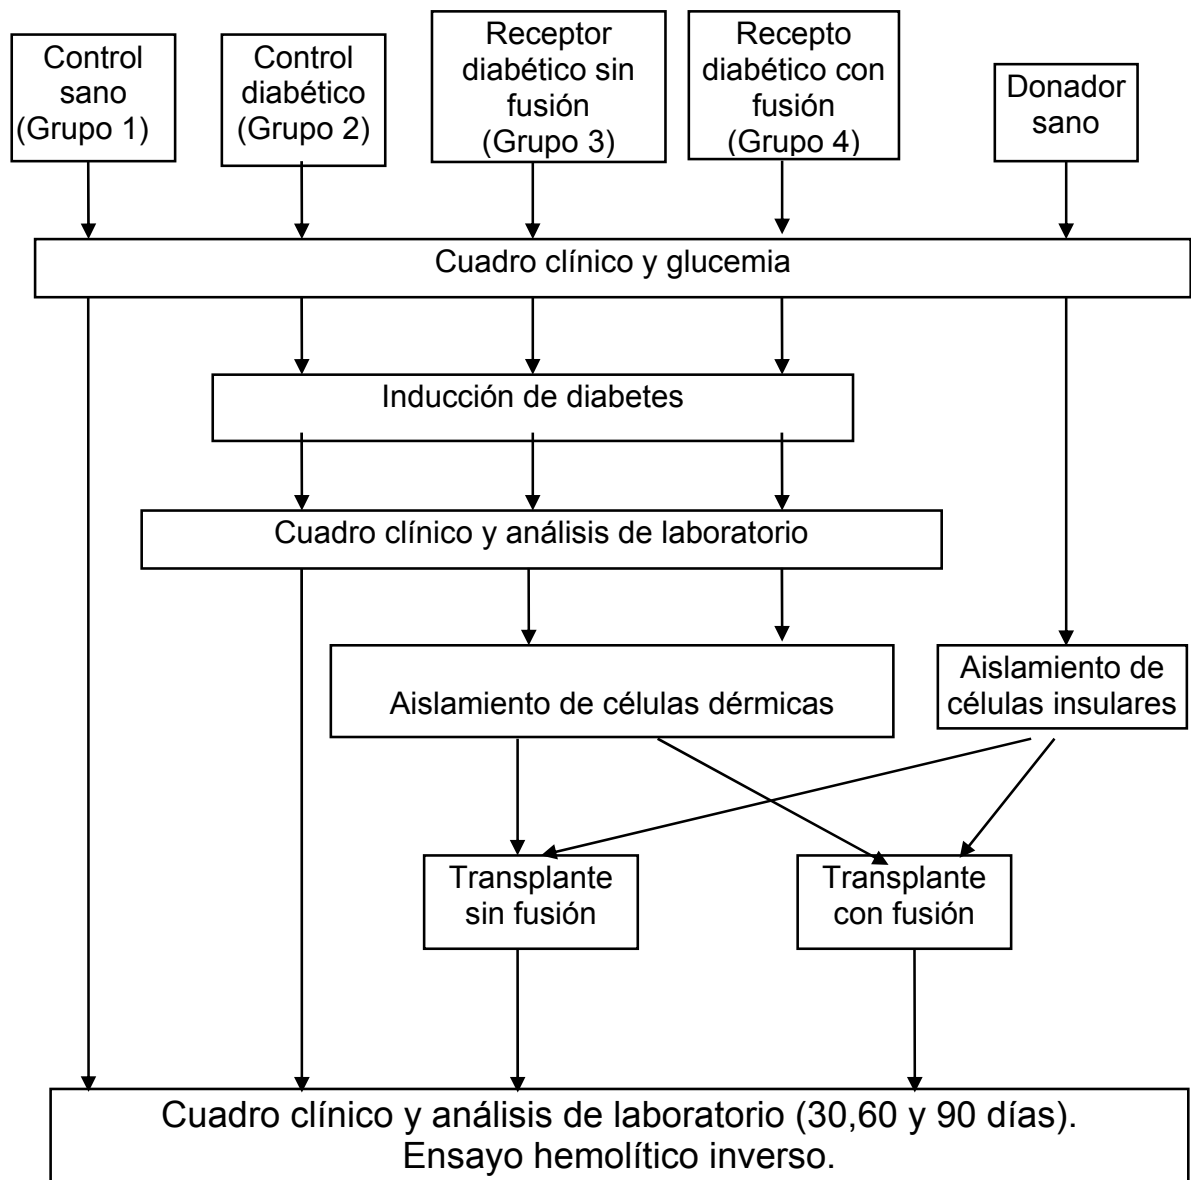 Control
sano
(Grupo 1)
Control
diabético
(Grupo 2)
Receptor
diabético sin
fusión
(Grupo 3)
Recepto
diabético con
fusión
(Grupo 4)
Donador
sano
Cuadro clínico y glucemia
Inducción de diabetes
Cuadro clínico y análisis de laboratorio
Aislamiento de células dérmicas
Aislamiento de
células insulares
Transplante
sin fusión
Transplante
con fusión
Cuadro clínico y análisis de laboratorio (30,60 y 90 días).
Ensayo hemolítico inverso.